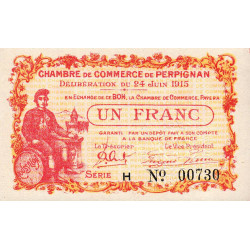 CHAMBRE DE COMMERCE DE PERPIGNAN
DÉLIBÉRATION DU 24 JUIN 1915
EN ÉCHANGE DE CE BON, LA CHAMBRE DE COMMERCE PAYERA
UN FRANC
GARANTI PAR UN DÉPÔT FAIT À SON COMPTE
À LA BANQUE DE FRANCE
Le Trésorier Le Vice Président
SÉRIE H No 00730